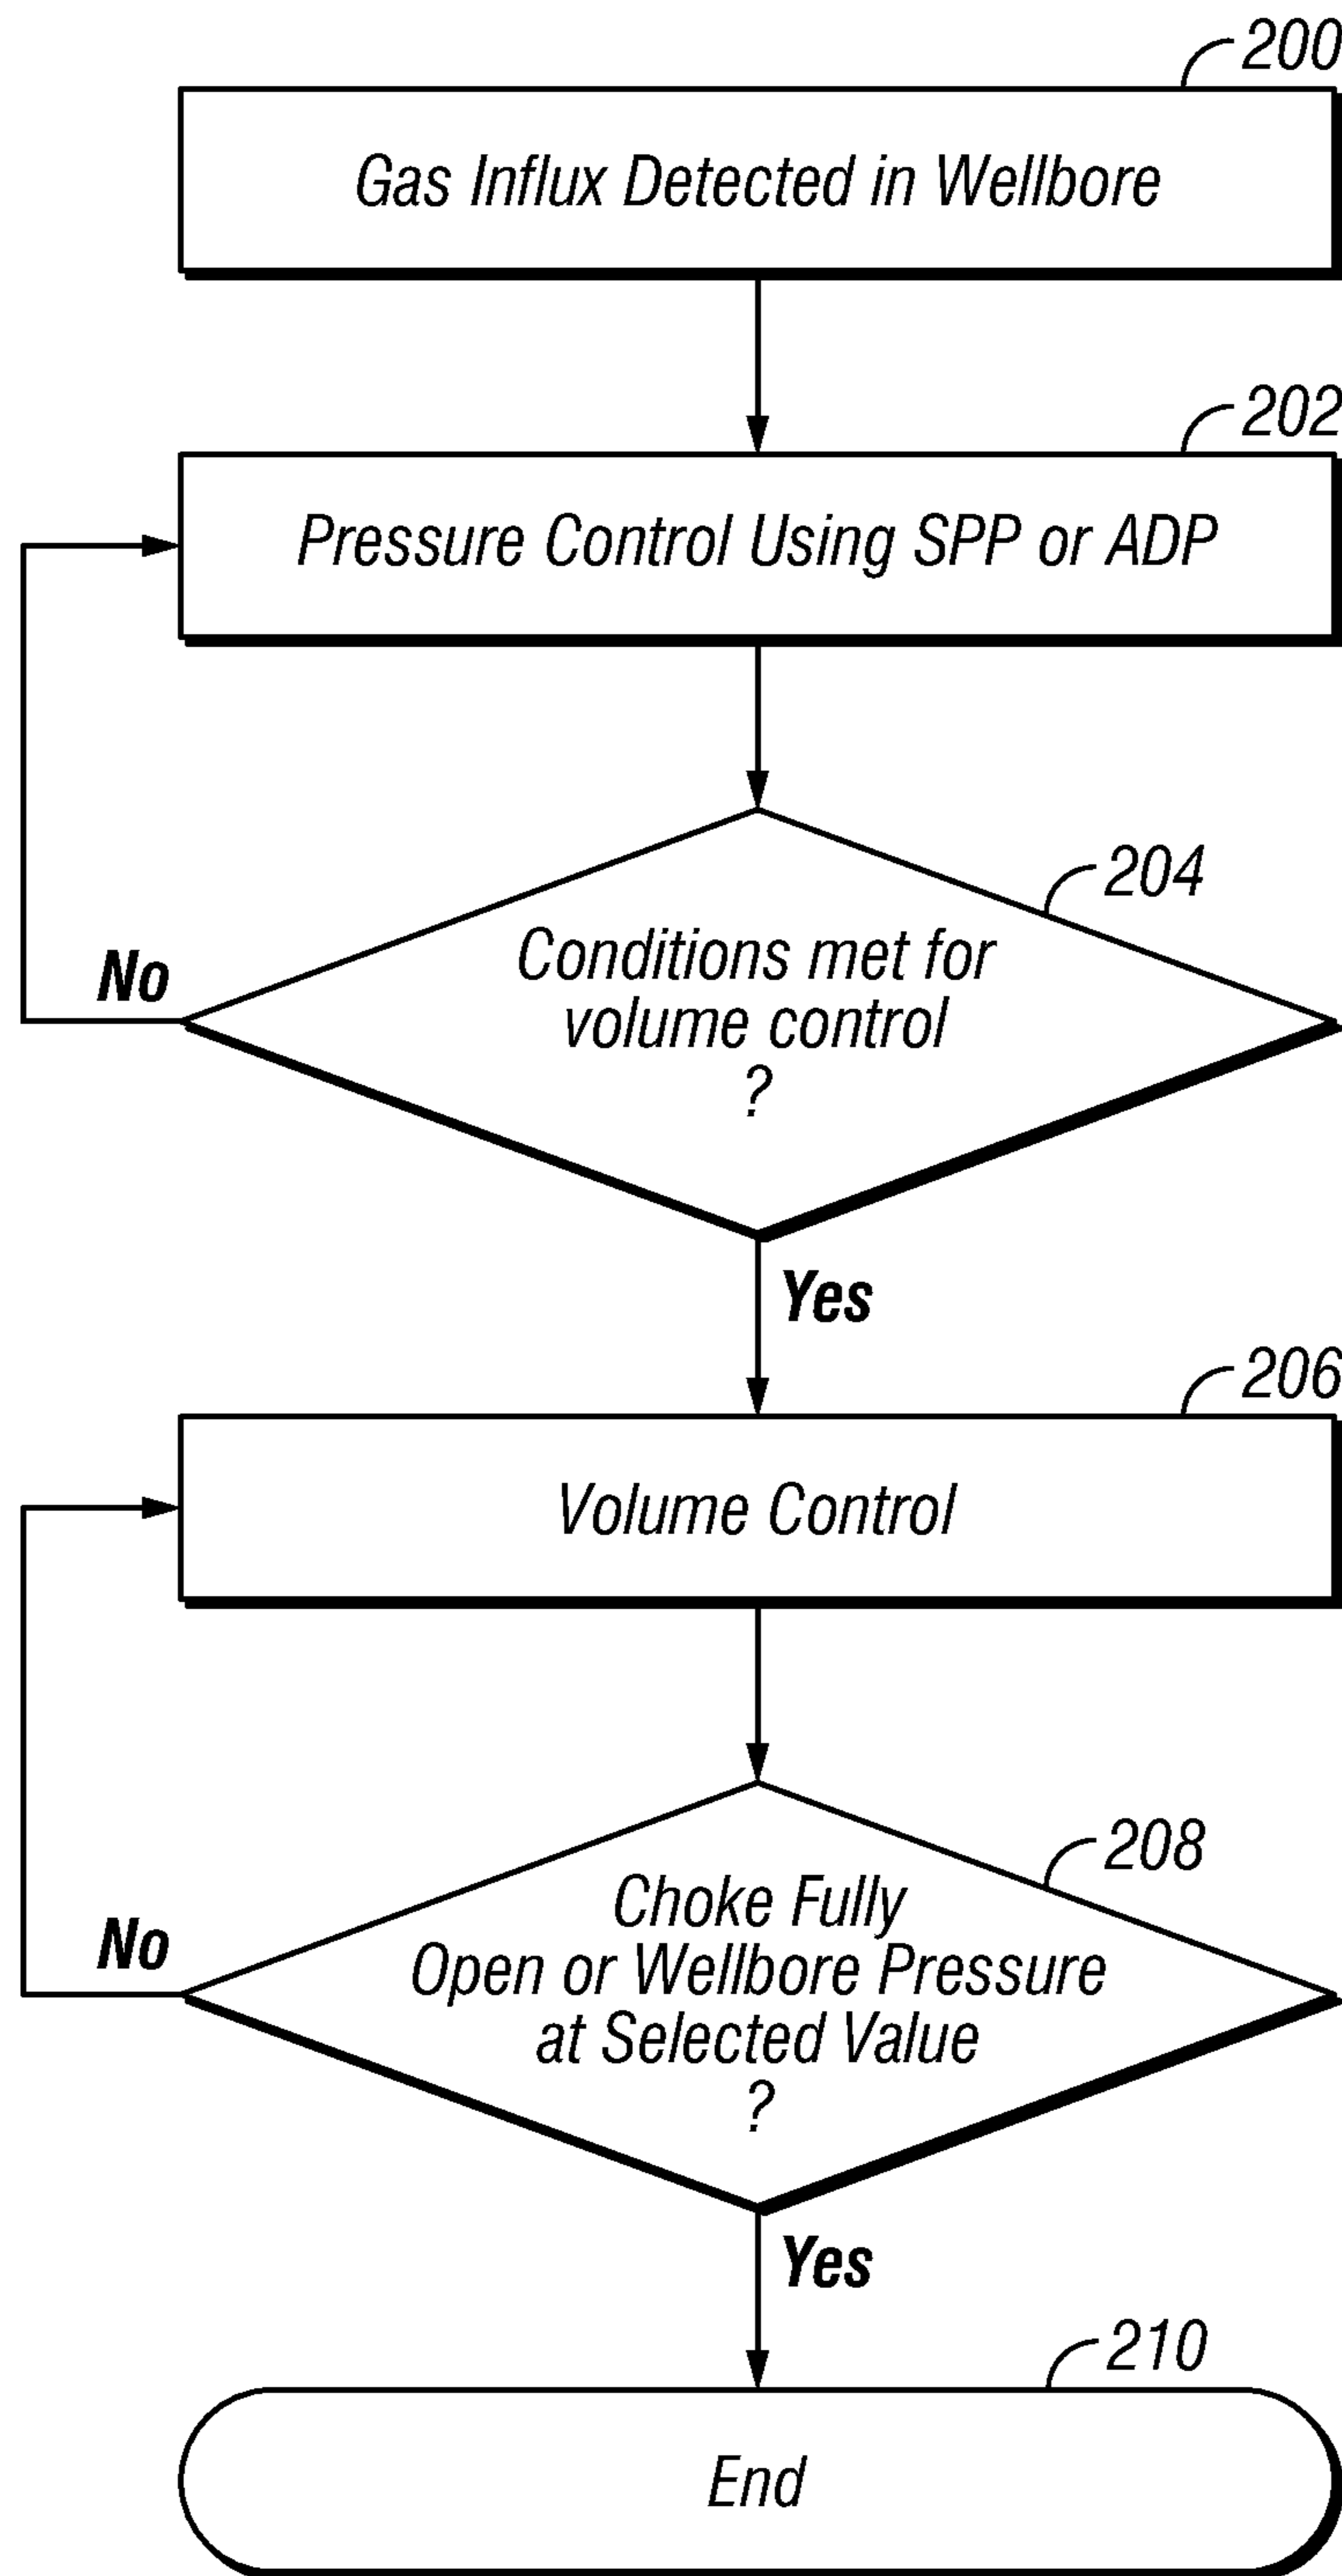 200
Gas Influx Detected in Wellbore
202
Pressure Control Using SPP or ADP
204
Conditions met for
volume control
?
No
Yes
206
Volume Control
208
Choke Fully
Open or Wellbore Pressure
at Selected Value
?
No
Yes
210
End